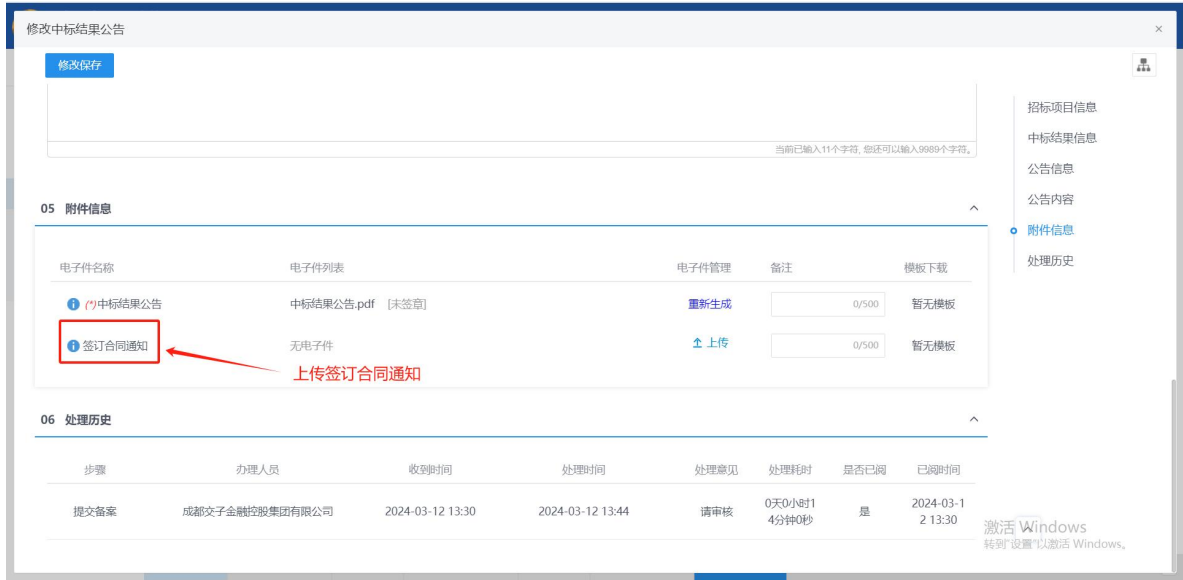 修改中标结果公告
×
修改保存
招标项目信息
中标结果信息
当前已输入11个字符, 您还可以输入9989个字符。
公告信息
公告内容
05 附件信息
附件信息
处理历史
电子件名称 电子件列表 电子件管理 备注 模板下载
(*)中标结果公告 中标结果公告.pdf [未签章] 重新生成 0/500 暂无模板
签订合同通知 无电子件 上传 0/500 暂无模板
上传签订合同通知
06 处理历史
步骤 办理人员 收到时间 处理时间 处理意见 处理耗时 是否已阅 已阅时间
提交备案 成都交子金融控股集团有限公司 2024-03-12 13:30 2024-03-12 13:44 请审核 0天0小时1 是 2024-03-1
4分钟0秒 2 13:30
激活 Windows
转到"设置"以激活 Windows。